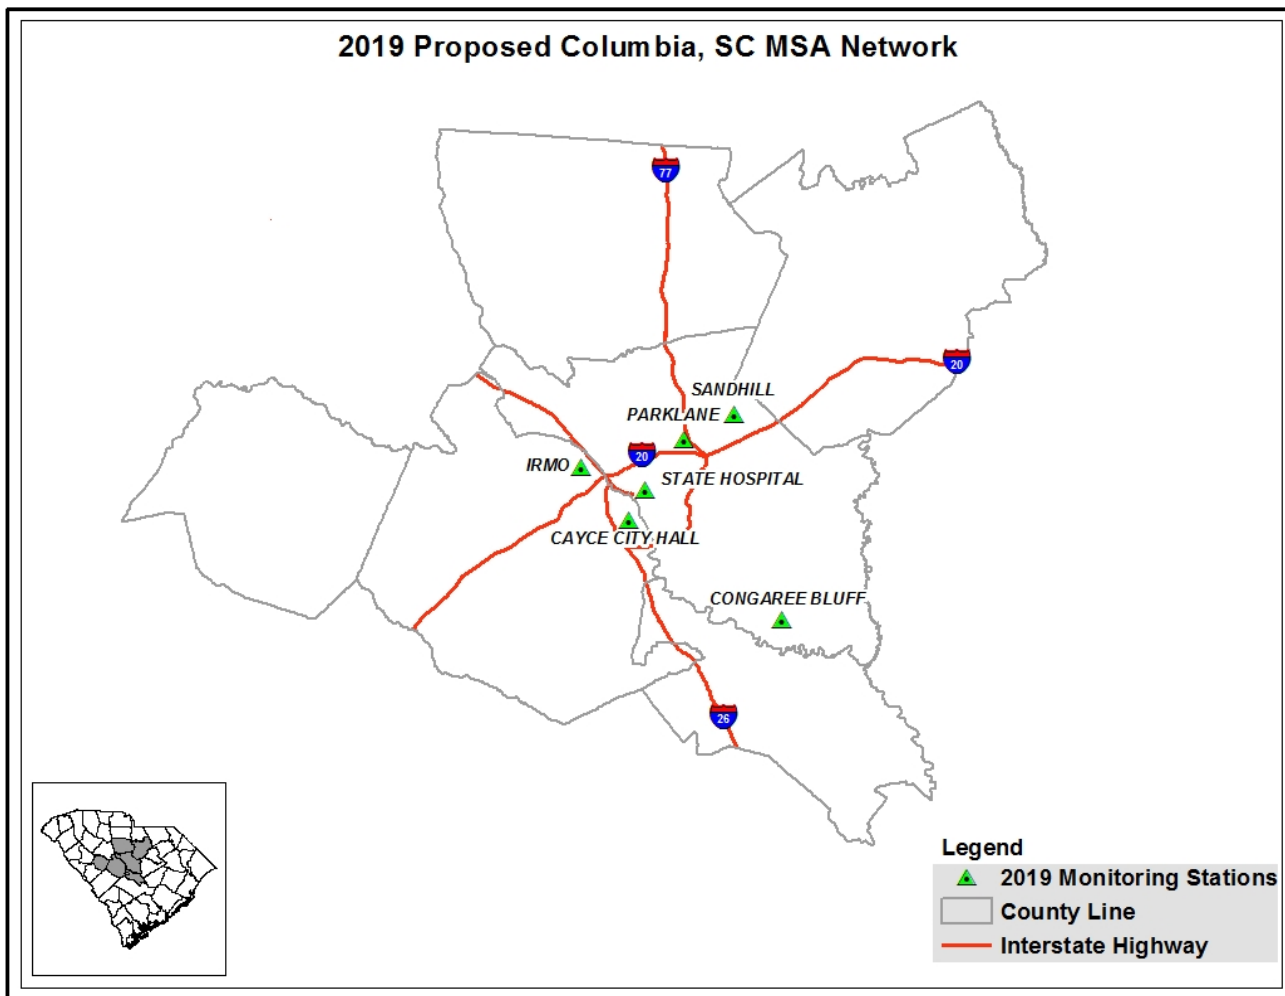 2019 Proposed Columbia, SC MSA Network
77
20
SANDHILL
PARKLANE
20
IRMO
STATE HOSPITAL
CAYCE CITY HALL
CONGAREE BLUFF
26
Legend
2019 Monitoring Stations
County Line
Interstate Highway